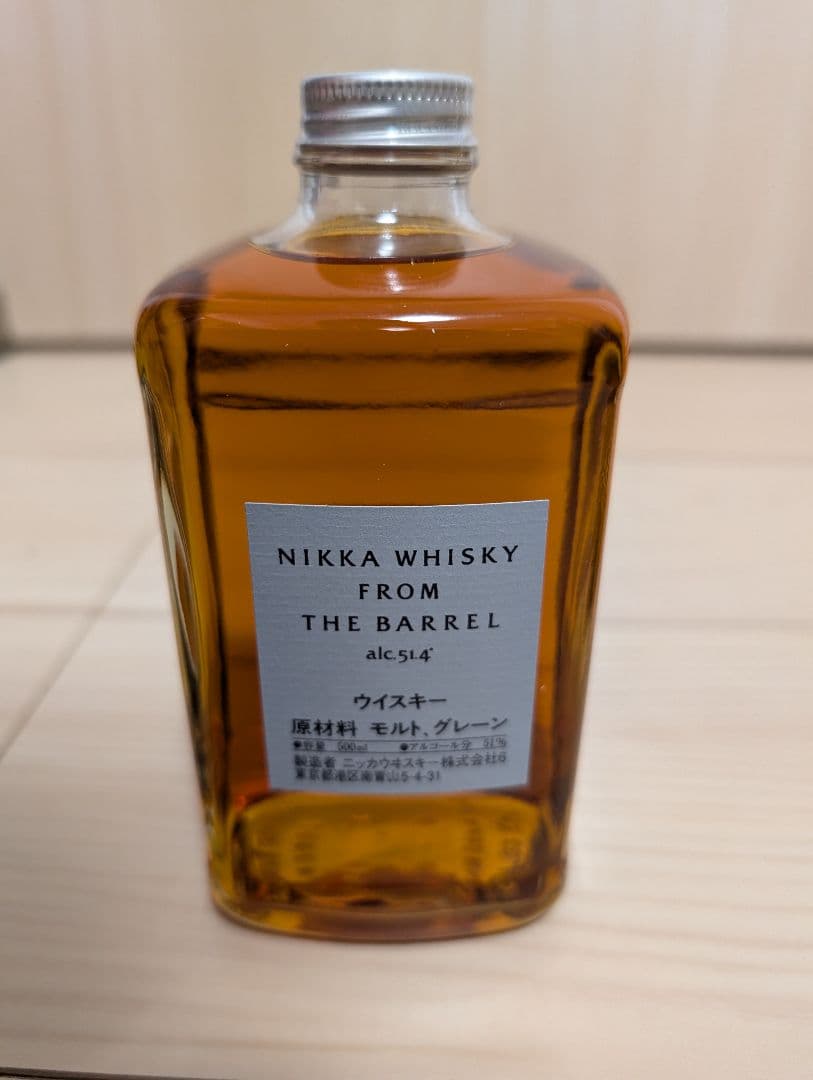 NIKKA WHISKY
FROM
THE BARREL
alc.51.4°
ウイスキー
原材料 モルト、グレーン
●容量 500ml ●アルコール分 51%
製造者 ニッカウヰスキー株式会社6
東京都港区南青山5-4-31